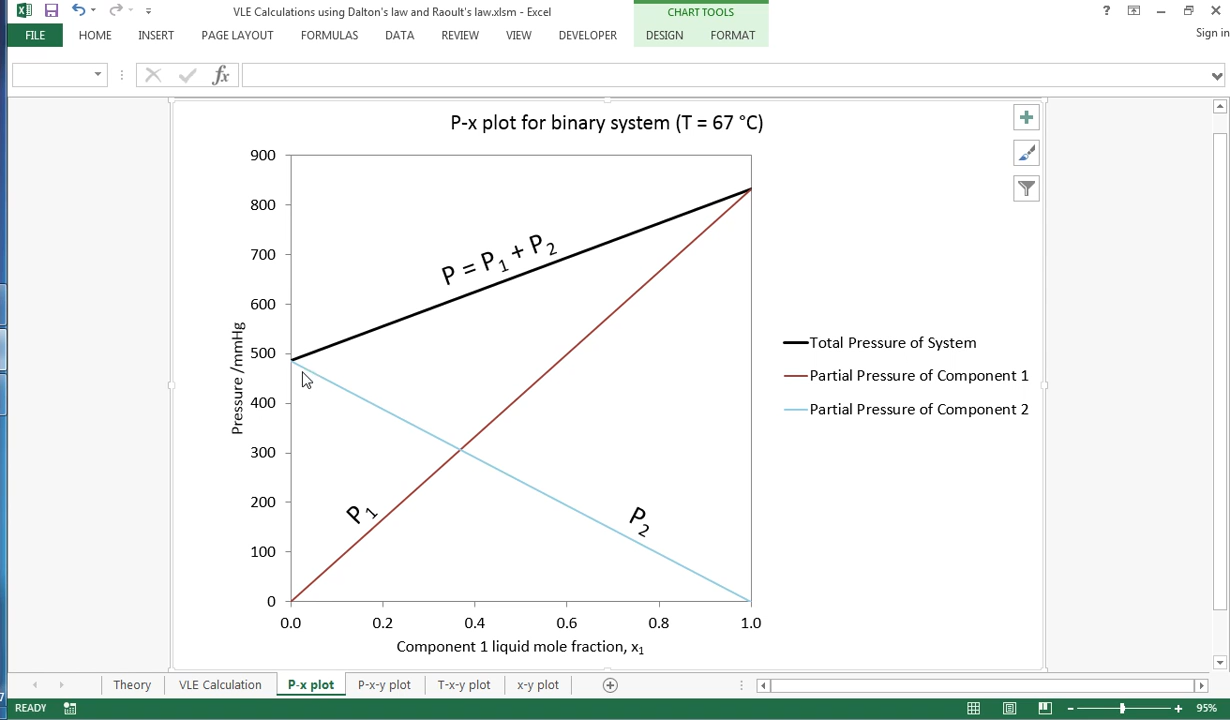 VLE Calculations using Dalton's law and Raoult's law.xlsm - Excel
CHART TOOLS
?
FILE HOME INSERT PAGE LAYOUT FORMULAS DATA REVIEW VIEW DEVELOPER DESIGN FORMAT
Sign in
fx
P-x plot for binary system (T = 67 °C)
900
800
700
600
500
400
300
200
100
0
Pressure /mmHg
P = P₁ + P₂
P₁
P₂
0.0 0.2 0.4 0.6 0.8 1.0
Component 1 liquid mole fraction, x₁
Total Pressure of System
Partial Pressure of Component 1
Partial Pressure of Component 2
Theory VLE Calculation P-x plot P-x-y plot T-x-y plot x-y plot
READY
95%